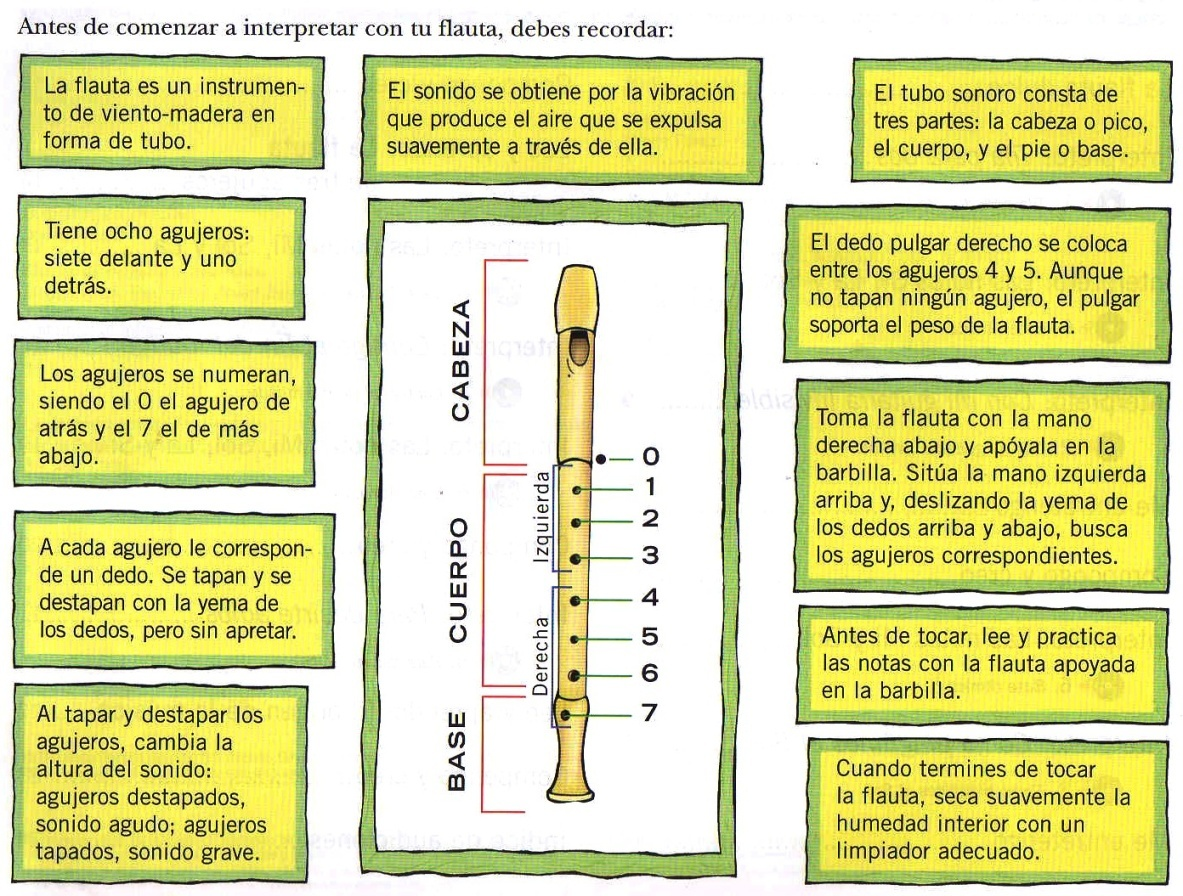 Antes de comenzar a interpretar con tu flauta, debes recordar:
La flauta es un instrumen-
to de viento-madera en
forma de tubo.
El sonido se obtiene por la vibración
que produce el aire que se expulsa
suavemente a través de ella.
El tubo sonoro consta de
tres partes: la cabeza o pico,
el cuerpo, y el pie o base.
Tiene ocho agujeros:
siete delante y uno
detrás.
Los agujeros se numeran,
siendo el 0 el agujero de
atrás y el 7 el de más
abajo.
A cada agujero le correspon-
de un dedo. Se tapan y se
destapan con la yema de
los dedos, pero sin apretar.
Al tapar y destapar los
agujeros, cambia la
altura del sonido:
agujeros destapados,
sonido agudo; agujeros
tapados, sonido grave.
CABEZA
CUERPO
BASE
Izquierda
Derecha
0
1
2
3
4
5
6
7
El dedo pulgar derecho se coloca
entre los agujeros 4 y 5. Aunque
no tapan ningún agujero, el pulgar
soporta el peso de la flauta.
Toma la flauta con la mano
derecha abajo y apóyala en la
barbilla. Sitúa la mano izquierda
arriba y, deslizando la yema de
los dedos arriba y abajo, busca
los agujeros correspondientes.
Antes de tocar, lee y practica
las notas con la flauta apoyada
en la barbilla.
Cuando termines de tocar
la flauta, seca suavemente la
humedad interior con un
limpiador adecuado.